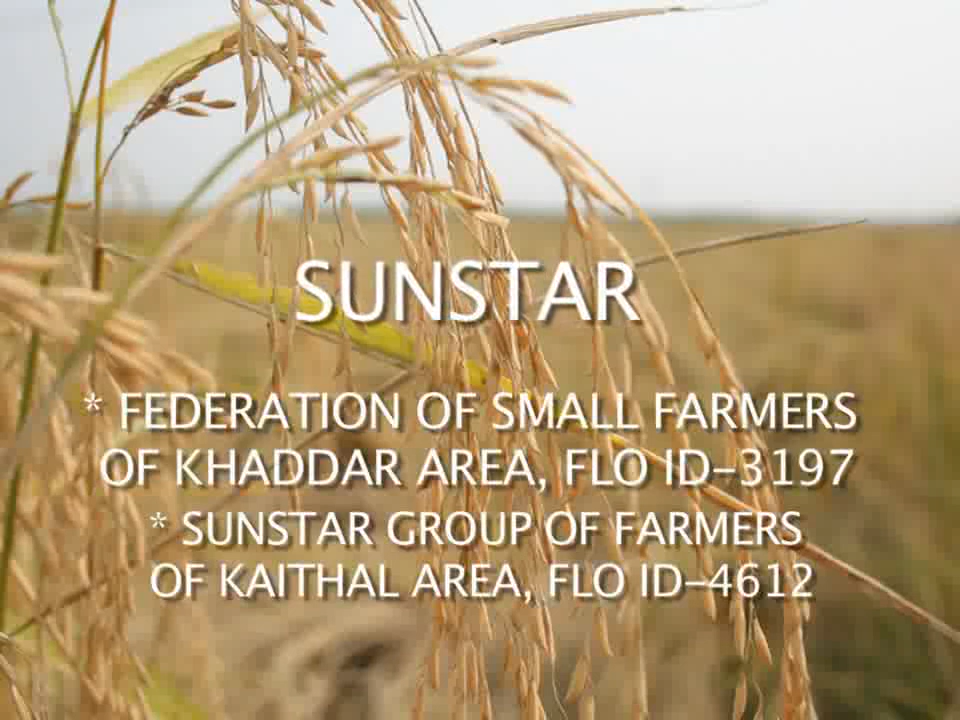 SUNSTAR
* FEDERATION OF SMALL FARMERS
OF KHADDAR AREA, FLO ID-3197
* SUNSTAR GROUP OF FARMERS
OF KAITHAL AREA, FLO ID-4612